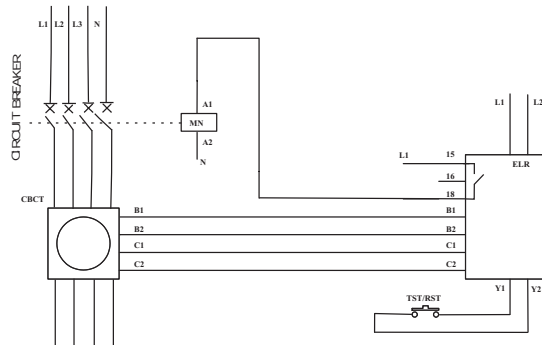 L1 L2 L3 N
CIRCUIT BREAKER
A1
MN
A2
N
L1 L2
L1 15
ELR
16
18
CBCT
B1 B1
B2 B2
C1 C1
C2 C2
Y1 Y2
TST/RST